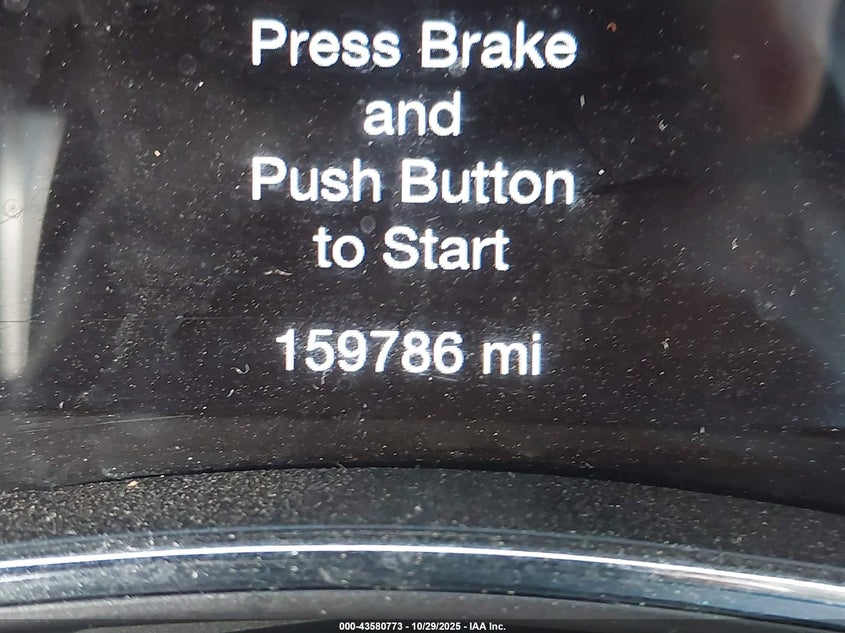 Press Brake
and
Push Button
to Start
159786 mi
000-43580773 - 10/29/2025 - IAA Inc.